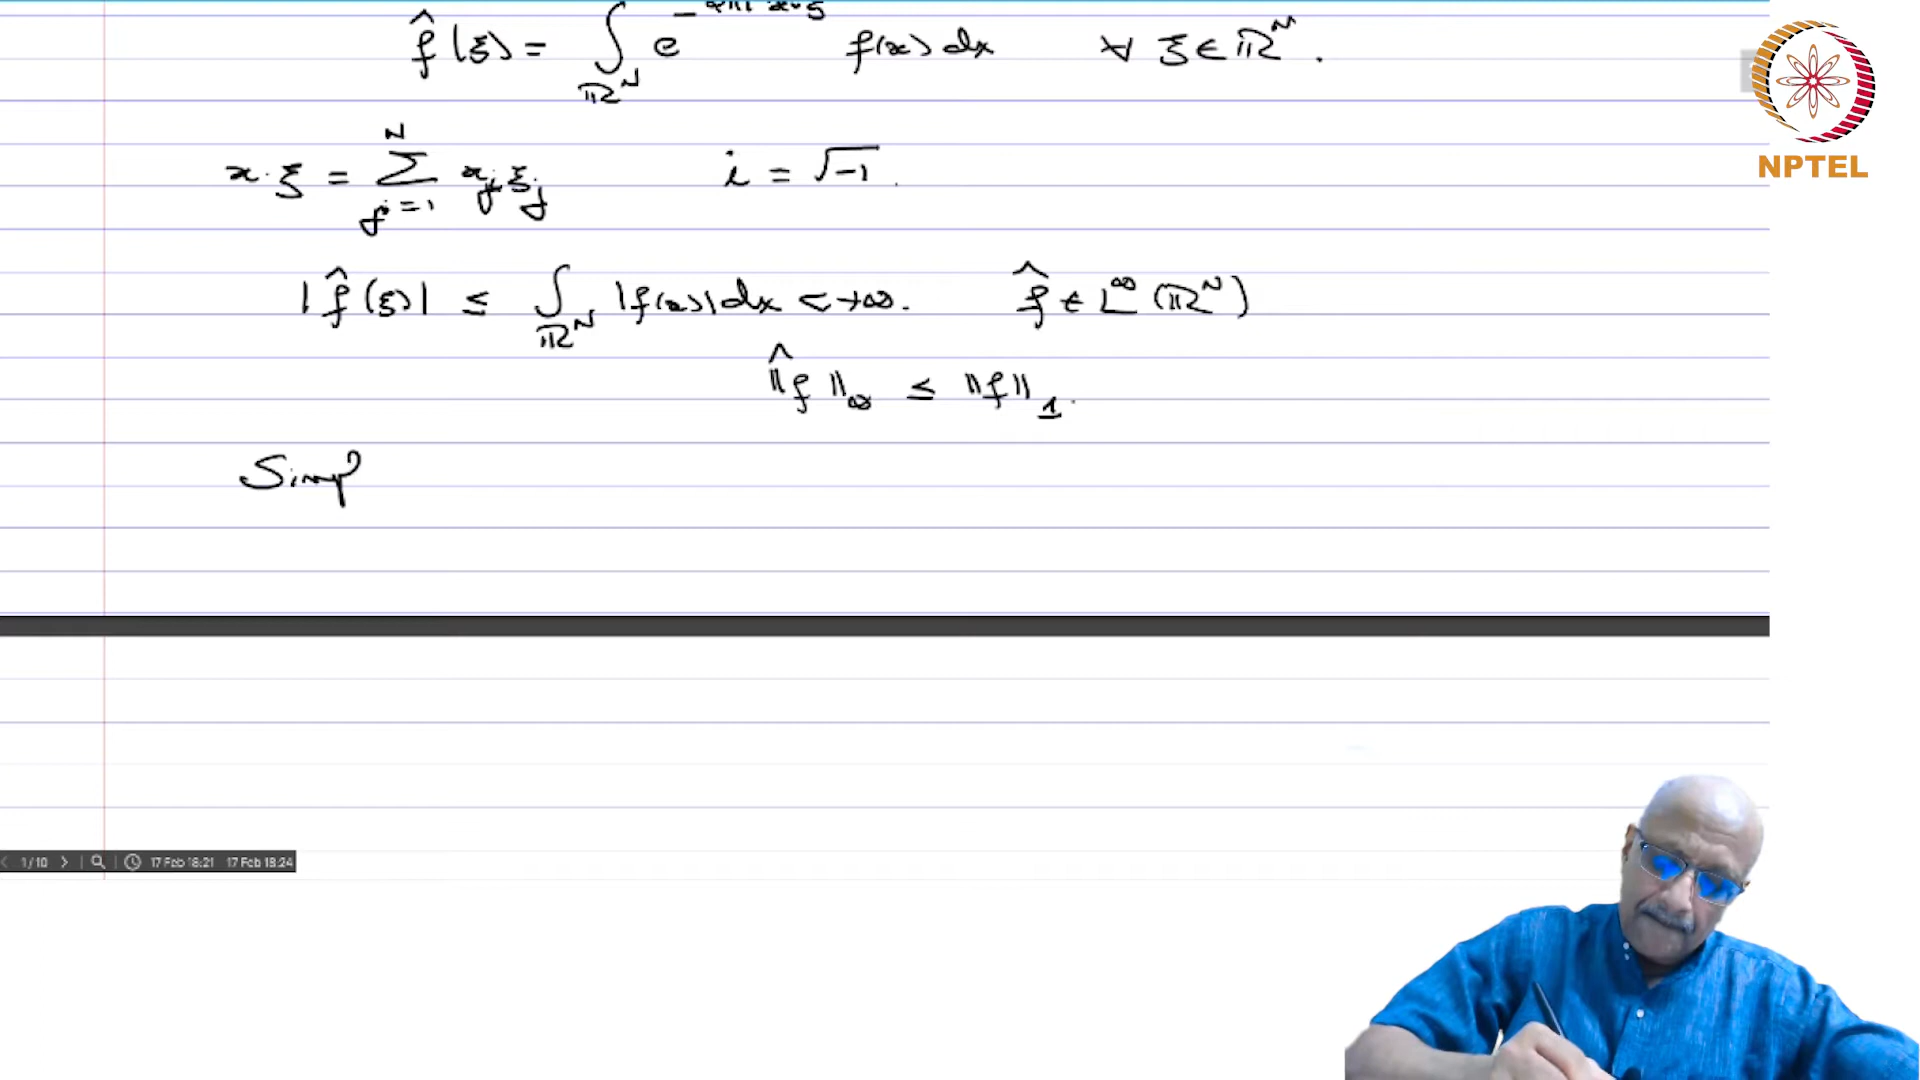 f̂(ξ) = ∫_{ℝ^N} e^{-2πi x·ξ} f(x) dx ∀ ξ ∈ ℝ^N.
x·ξ = Σ_{j=1}^{N} x_j ξ_j i = √-1.
|f̂(ξ)| ≤ ∫_{ℝ^N} |f(x)| dx < +∞. f̂ ∈ L^∞(ℝ^N)
‖f̂‖_∞ ≤ ‖f‖_1.
Simp
NPTEL
1/10 17 Feb 18:21 17 Feb 18:24